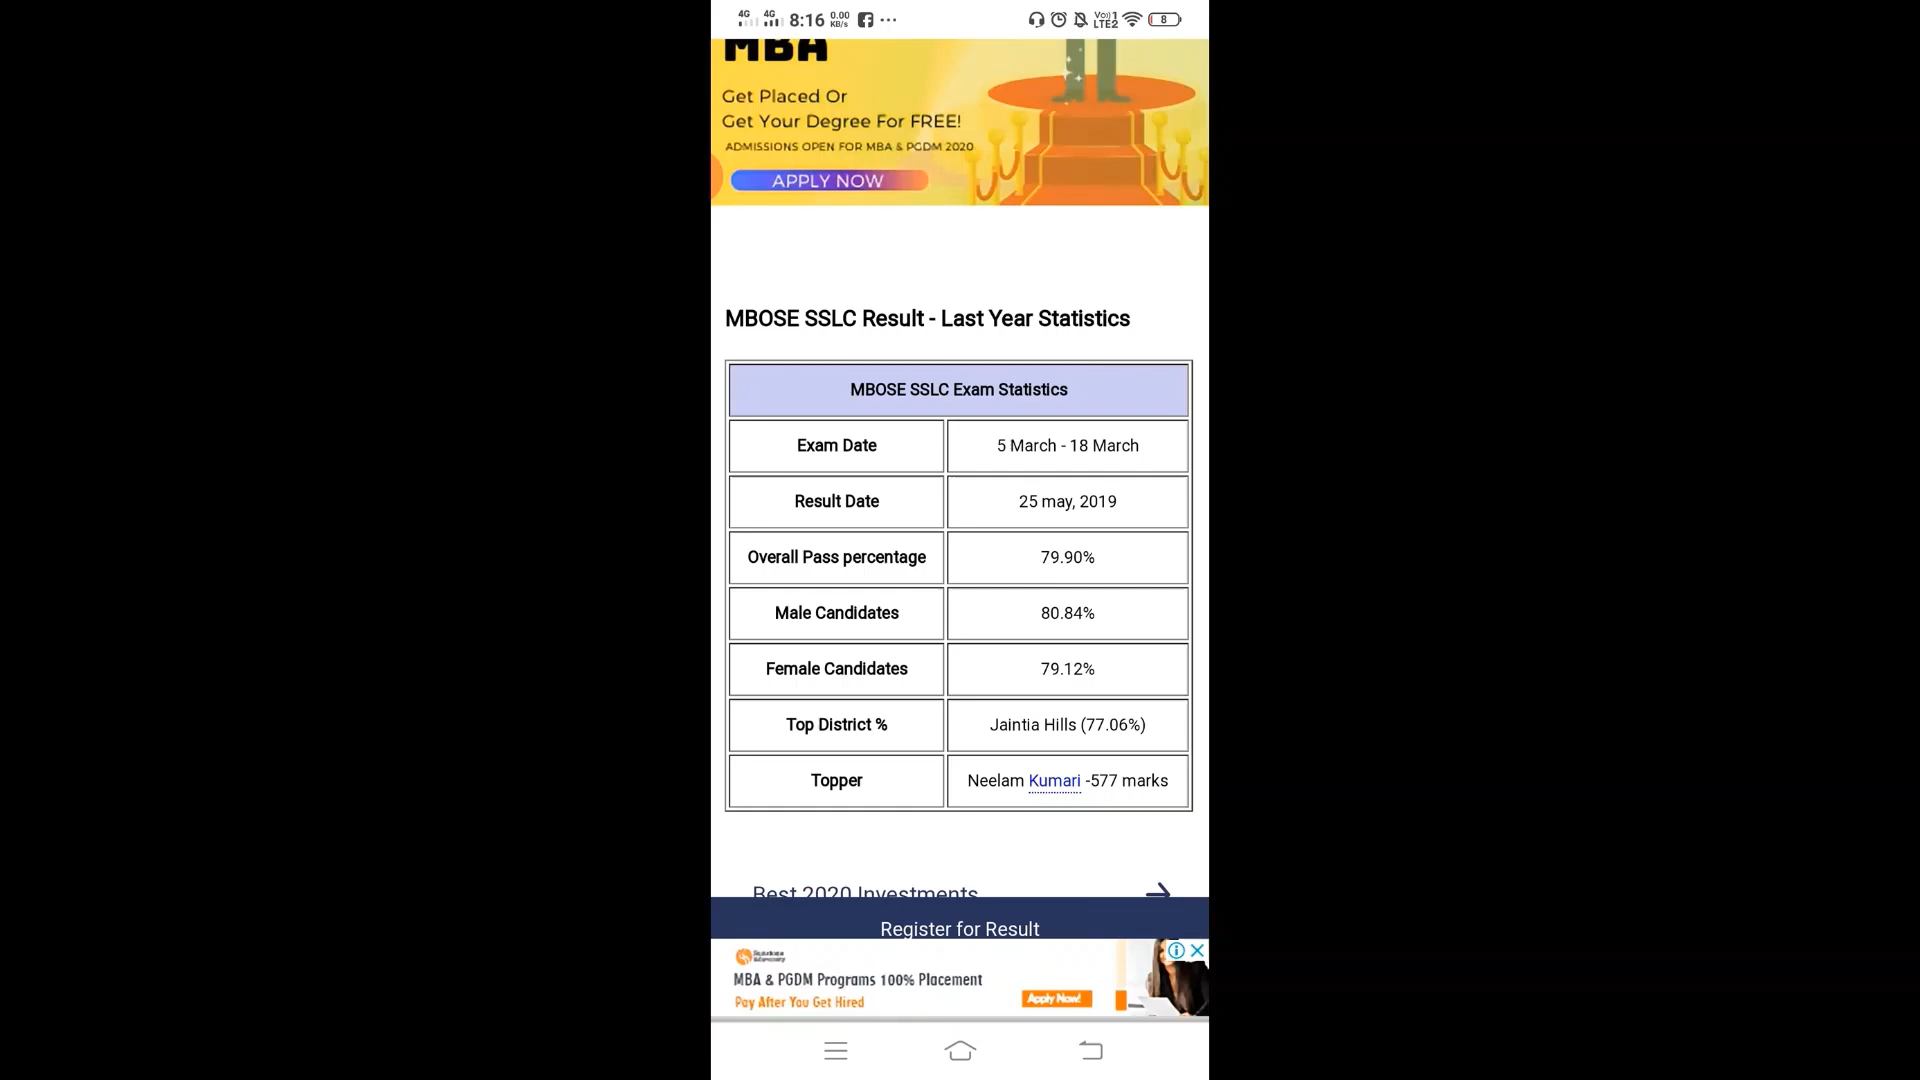 4G 4G 8:16 0.00 KB/s ... Vo)) 1 LTE2 8
MBA
Get Placed Or
Get Your Degree For FREE!
ADMISSIONS OPEN FOR MBA & PGDM 2020
APPLY NOW
MBOSE SSLC Result - Last Year Statistics
MBOSE SSLC Exam Statistics
Exam Date 5 March - 18 March
Result Date 25 may, 2019
Overall Pass percentage 79.90%
Male Candidates 80.84%
Female Candidates 79.12%
Top District % Jaintia Hills (77.06%)
Topper Neelam Kumari -577 marks
Best 2020 Investments
Register for Result
MBA & PGDM Programs 100% Placement
Pay After You Get Hired
Apply Now!